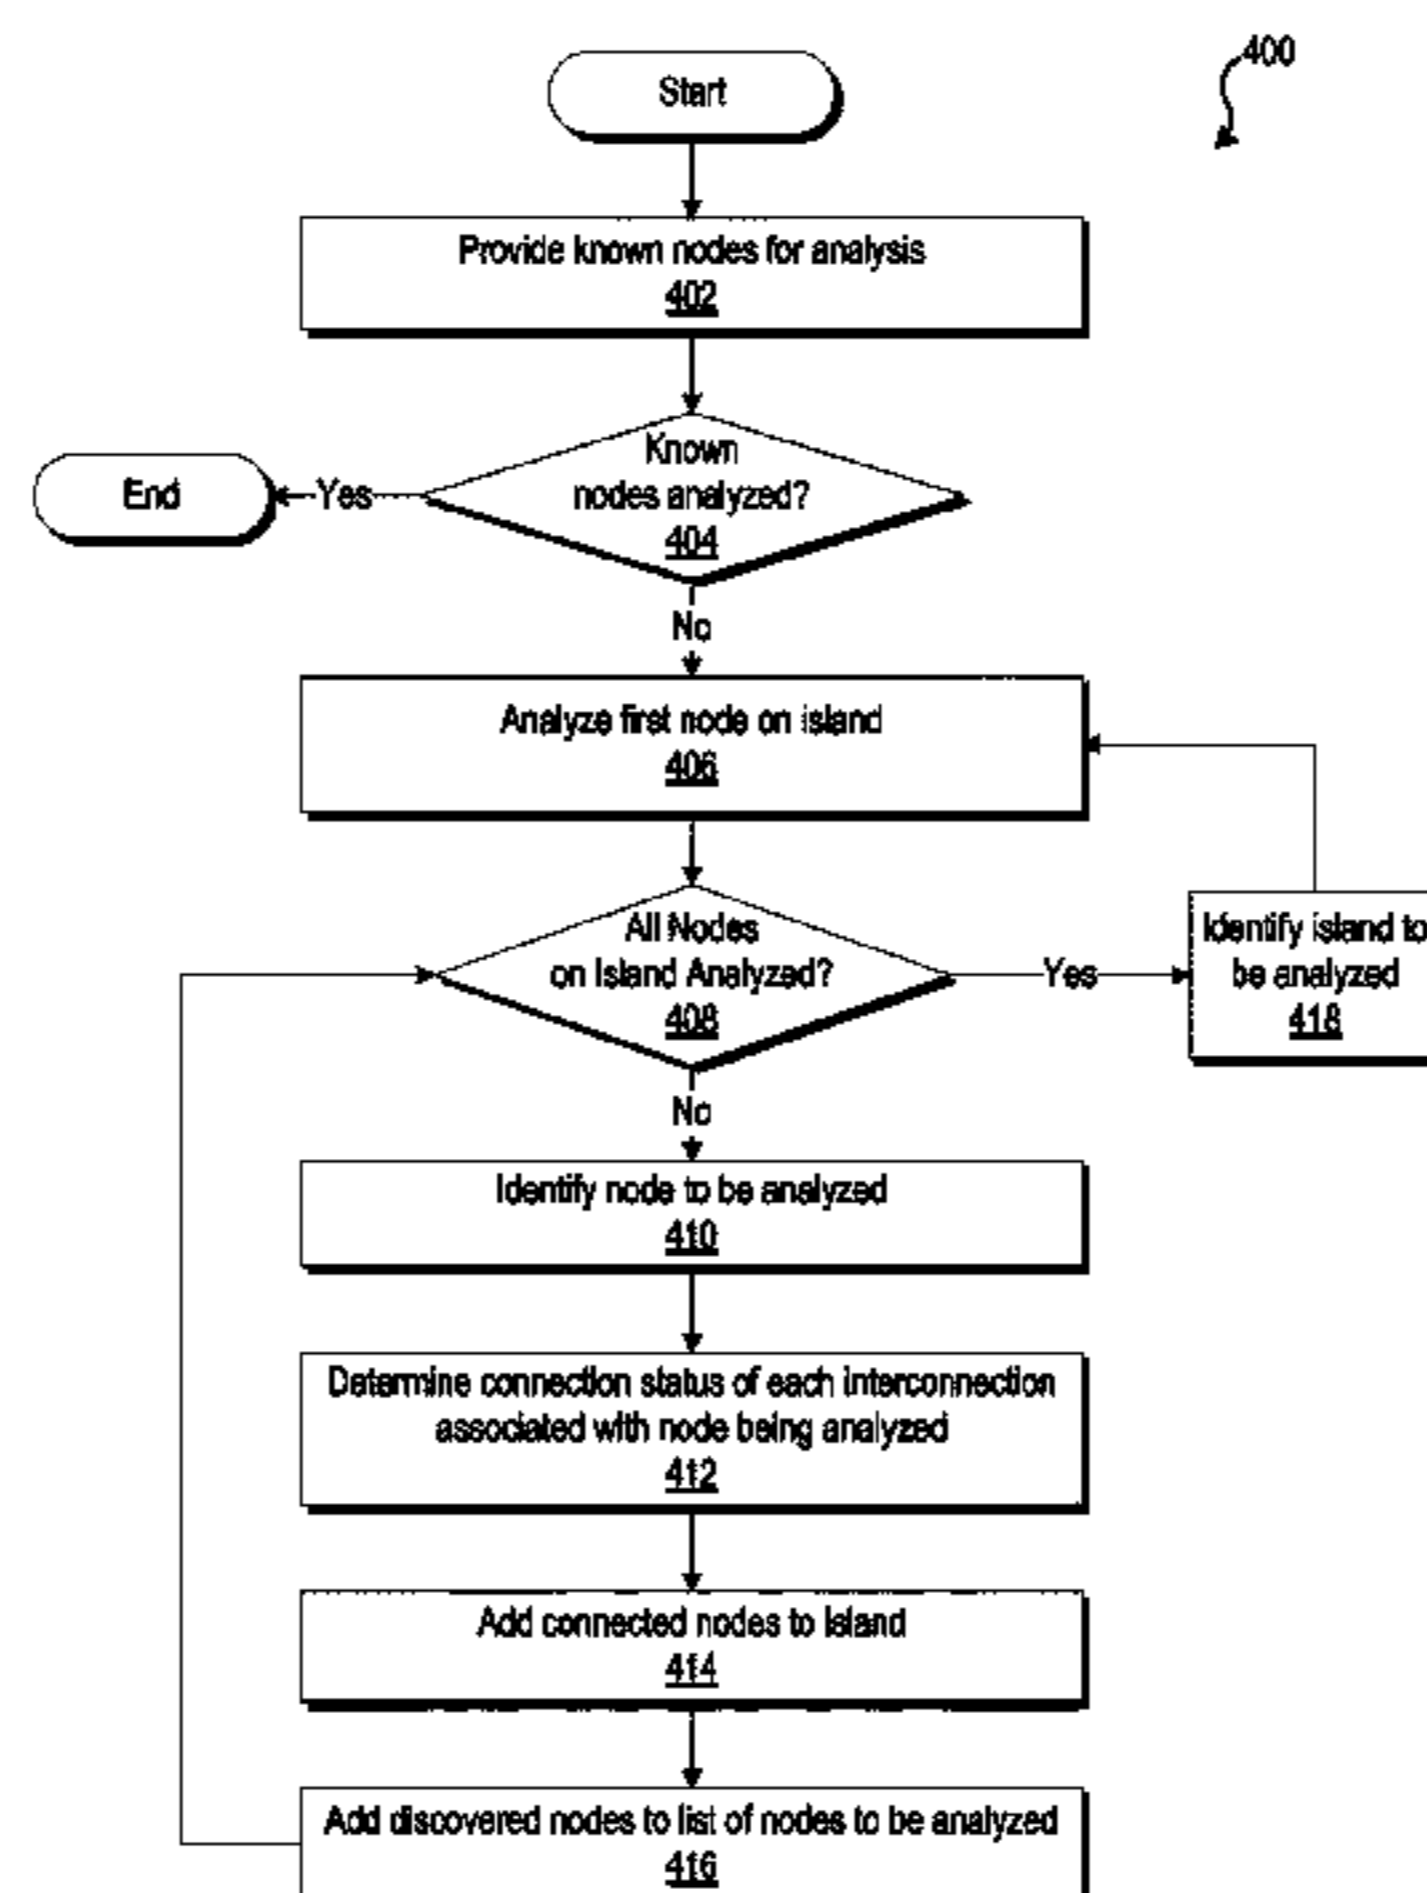 400
Start
Provide known nodes for analysis
402
Known
nodes analyzed?
404
Yes
End
No
Analyze first node on island
406
All Nodes
on Island Analyzed?
408
Yes
Identify island to
be analyzed
418
No
Identify node to be analyzed
410
Determine connection status of each interconnection
associated with node being analyzed
412
Add connected nodes to Island
414
Add discovered nodes to list of nodes to be analyzed
416